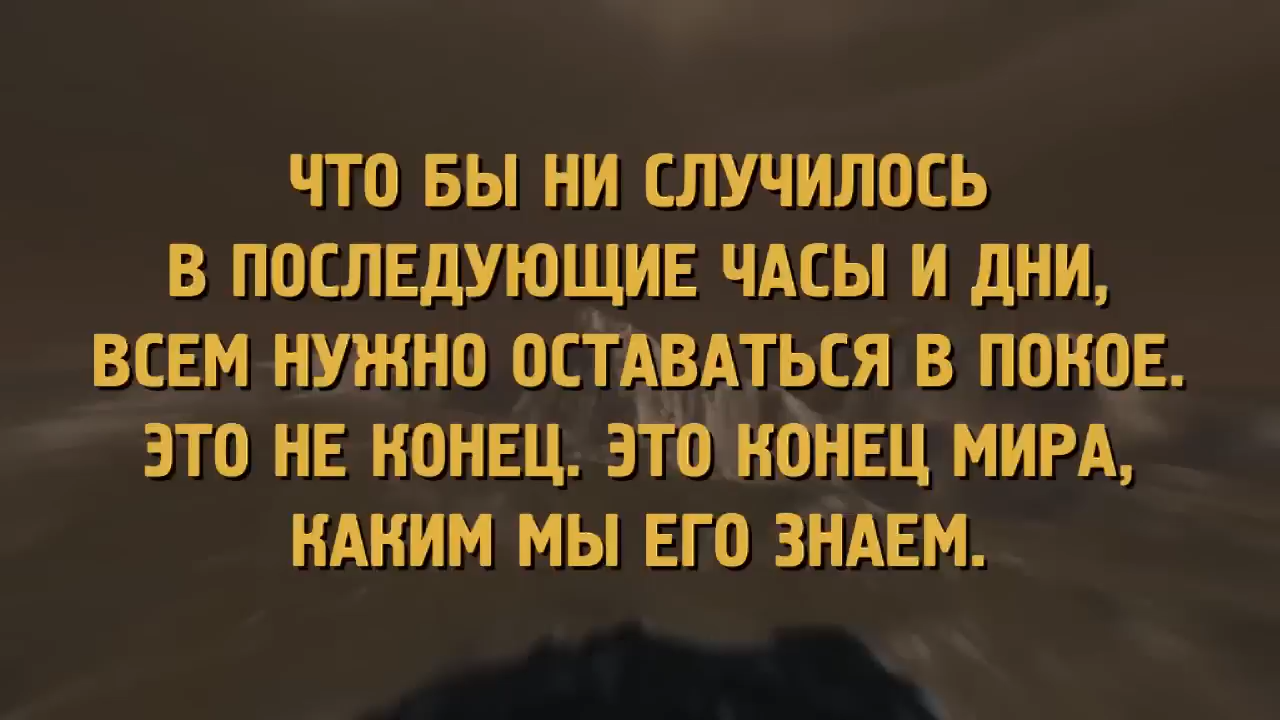 ЧТО БЫ НИ СЛУЧИЛОСЬ
В ПОСЛЕДУЮЩИЕ ЧАСЫ И ДНИ,
ВСЕМ НУЖНО ОСТАВАТЬСЯ В ПОКОЕ.
ЭТО НЕ КОНЕЦ. ЭТО КОНЕЦ МИРА,
КАКИМ МЫ ЕГО ЗНАЕМ.